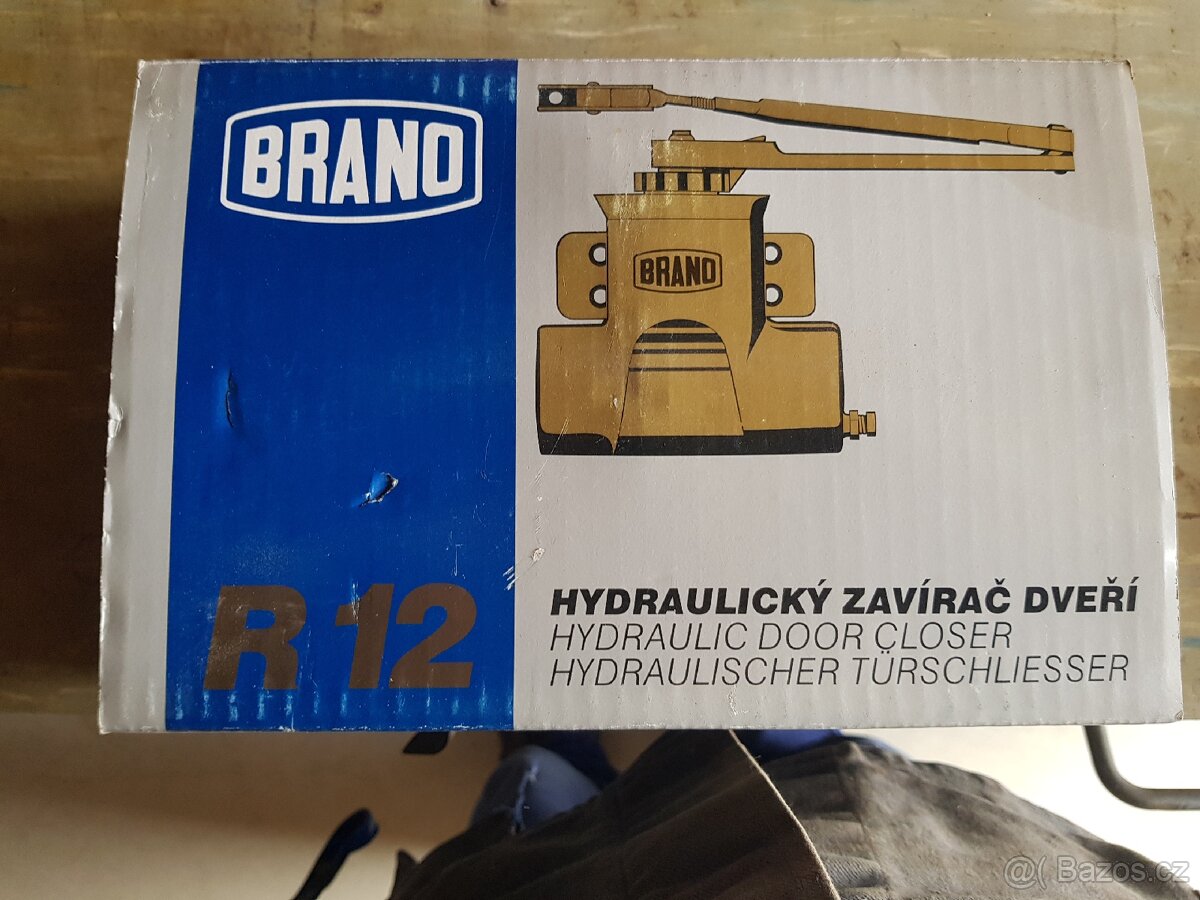 BRANO
BRANO
R 12
HYDRAULICKÝ ZAVÍRAČ DVEŘÍ
HYDRAULIC DOOR CLOSER
HYDRAULISCHER TÜRSCHLIESSER
@( Bazos.cz